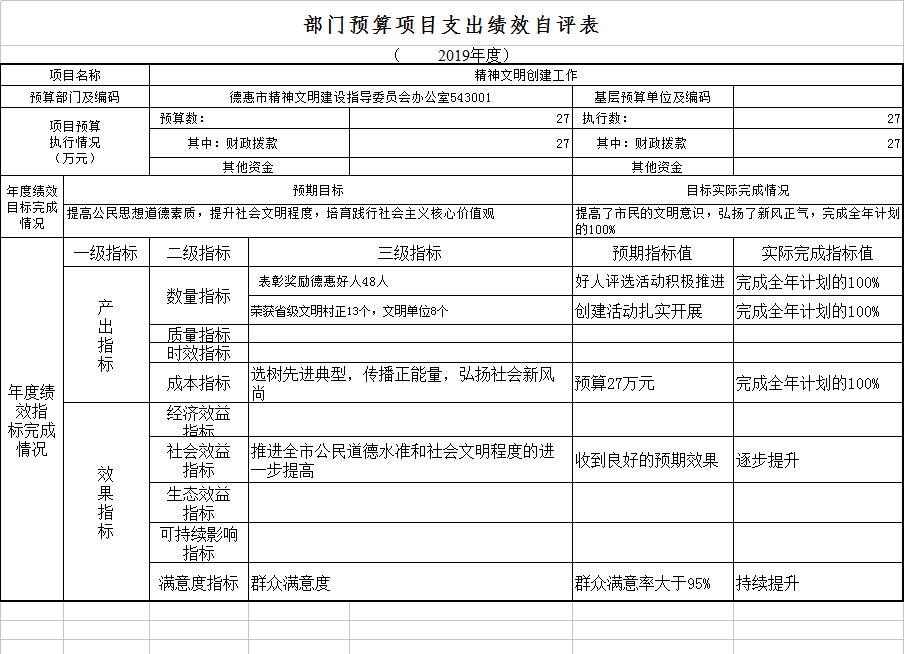 部门预算项目支出绩效自评表
（ 2019年度）
项目名称 精神文明创建工作
预算部门及编码 德惠市精神文明建设指导委员会办公室543001 基层预算单位及编码
项目预算
执行情况
（万元）
预算数： 27 执行数： 27
其中：财政拨款 27 其中：财政拨款 27
其他资金 其他资金
年度绩效
目标完成
情况
预期目标 目标实际完成情况
提高公民思想道德素质，提升社会文明程度，培育践行社会主义核心价值观
提高了市民的文明意识，弘扬了新风正气，完成全年计划
的100%
年度绩
效指
标完成
情况
一级指标 二级指标 三级指标 预期指标值 实际完成指标值
产
出
指
标
数量指标
表彰奖励德惠好人48人 好人评选活动积极推进 完成全年计划的100%
荣获省级文明村正13个，文明单位8个 创建活动扎实开展 完成全年计划的100%
质量指标
时效指标
成本指标
选树先进典型，传播正能量，弘扬社会新风
尚
预算27万元 完成全年计划的100%
效
果
指
标
经济效益
指标
社会效益
指标
推进全市公民道德水准和社会文明程度的进
一步提高
收到良好的预期效果 逐步提升
生态效益
指标
可持续影响
指标
满意度指标 群众满意度 群众满意率大于95% 持续提升